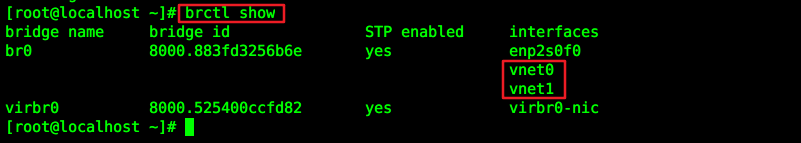 [root@localhost ~]# brctl show
bridge name     bridge id               STP enabled     interfaces
br0             8000.883fd3256b6e       yes             enp2s0f0
                                                        vnet0
                                                        vnet1
virbr0          8000.525400ccfd82       yes             virbr0-nic
[root@localhost ~]#